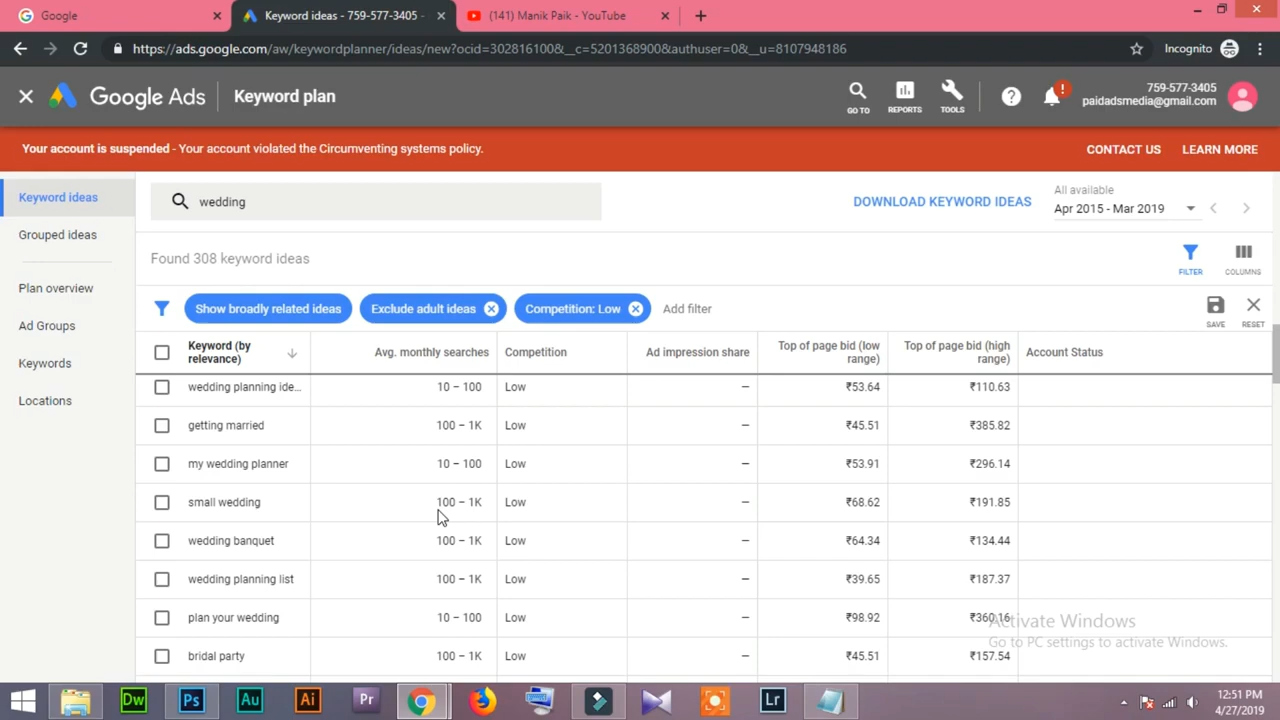 Google
Keyword ideas - 759-577-3405 -
(141) Manik Paik - YouTube
https://ads.google.com/aw/keywordplanner/ideas/new?ocid=302816100&__c=5201368900&authuser=0&__u=8107948186
Incognito
Google Ads
Keyword plan
GO TO
REPORTS
TOOLS
759-577-3405
paidadsmedia@gmail.com
Your account is suspended - Your account violated the Circumventing systems policy.
CONTACT US
LEARN MORE
Keyword ideas
Grouped ideas
Plan overview
Ad Groups
Keywords
Locations
wedding
DOWNLOAD KEYWORD IDEAS
All available
Apr 2015 - Mar 2019
Found 308 keyword ideas
FILTER
COLUMNS
Show broadly related ideas
Exclude adult ideas
Competition: Low
Add filter
SAVE
RESET
Keyword (by relevance)
Avg. monthly searches
Competition
Ad impression share
Top of page bid (low range)
Top of page bid (high range)
Account Status
wedding planning ide... 10 – 100 Low – ₹53.64 ₹110.63
getting married 100 – 1K Low – ₹45.51 ₹385.82
my wedding planner 10 – 100 Low – ₹53.91 ₹296.14
small wedding 100 – 1K Low – ₹68.62 ₹191.85
wedding banquet 100 – 1K Low – ₹64.34 ₹134.44
wedding planning list 100 – 1K Low – ₹39.65 ₹187.37
plan your wedding 10 – 100 Low – ₹98.92 ₹360.16
bridal party 100 – 1K Low – ₹45.51 ₹157.54
Activate Windows
Go to PC settings to activate Windows.
Dw
Ps
Au
Ai
Pr
Lr
12:51 PM
4/27/2019